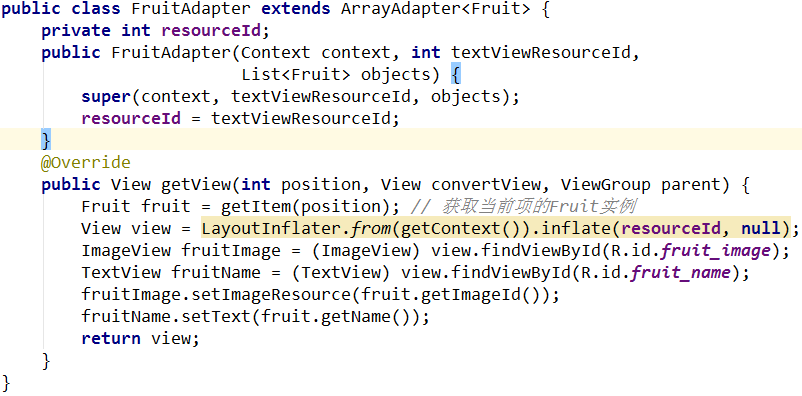 public class FruitAdapter extends ArrayAdapter<Fruit> {
    private int resourceId;
    public FruitAdapter(Context context, int textViewResourceId,
                        List<Fruit> objects) {
        super(context, textViewResourceId, objects);
        resourceId = textViewResourceId;
    }
    @Override
    public View getView(int position, View convertView, ViewGroup parent) {
        Fruit fruit = getItem(position); // 获取当前项的Fruit实例
        View view = LayoutInflater.from(getContext()).inflate(resourceId, null);
        ImageView fruitImage = (ImageView) view.findViewById(R.id.fruit_image);
        TextView fruitName = (TextView) view.findViewById(R.id.fruit_name);
        fruitImage.setImageResource(fruit.getImageId());
        fruitName.setText(fruit.getName());
        return view;
    }
}